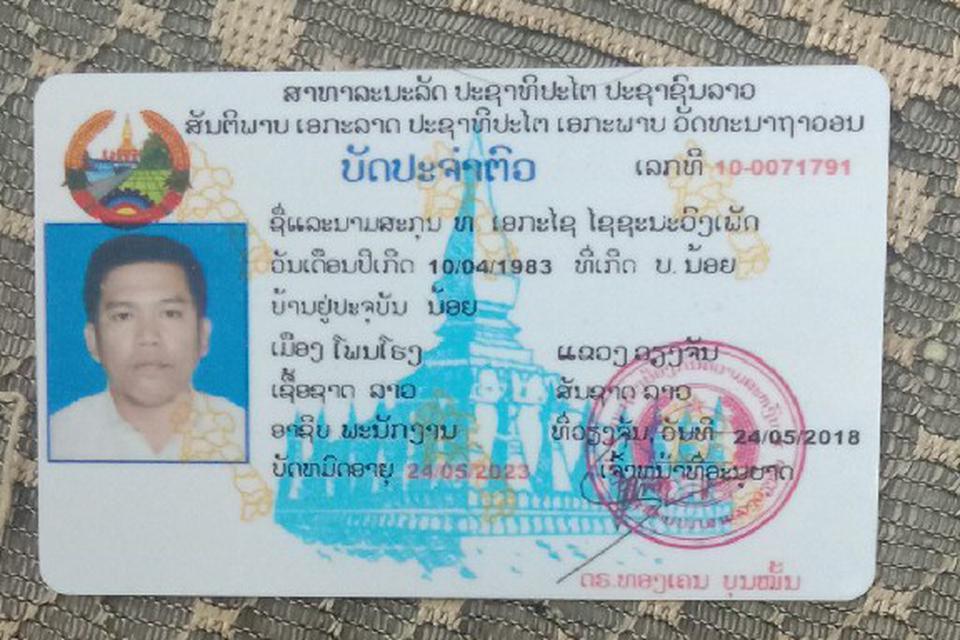 ສາທາລະນະລັດ ປະຊາທິປະໄຕ ປະຊາຊົນລາວ
ສັນຕິພາບ ເອກະລາດ ປະຊາທິປະໄຕ ເອກະພາບ ວັດທະນາຖາວອນ
ບັດປະຈຳຕົວ ເລກທີ 10-0071791
ຊື່ແລະນາມສະກຸນ ທ ເອກະໄຊ ໄຊຊະນະວົງເພັດ
ວັນເດືອນປີເກີດ 10/04/1983 ທີ່ເກີດ ບ. ນ້ອຍ
ບ້ານຢູ່ປະຈຸບັນ ນ້ອຍ
ເມືອງ ໂພນໂຮງ ແຂວງ ວຽງຈັນ
ເຊື້ອຊາດ ລາວ ສັນຊາດ ລາວ
ອາຊີບ ພະນັກງານ ທີ່ວຽງຈັນ, ວັນທີ 24/05/2018
ບັດຫມົດອາຍຸ 24/05/2023 ເຈົ້າຫນ້າທີ່ອະນຸຍາດ
ດຣ.ທອງເຄນ ບຸນໝັ້ນ